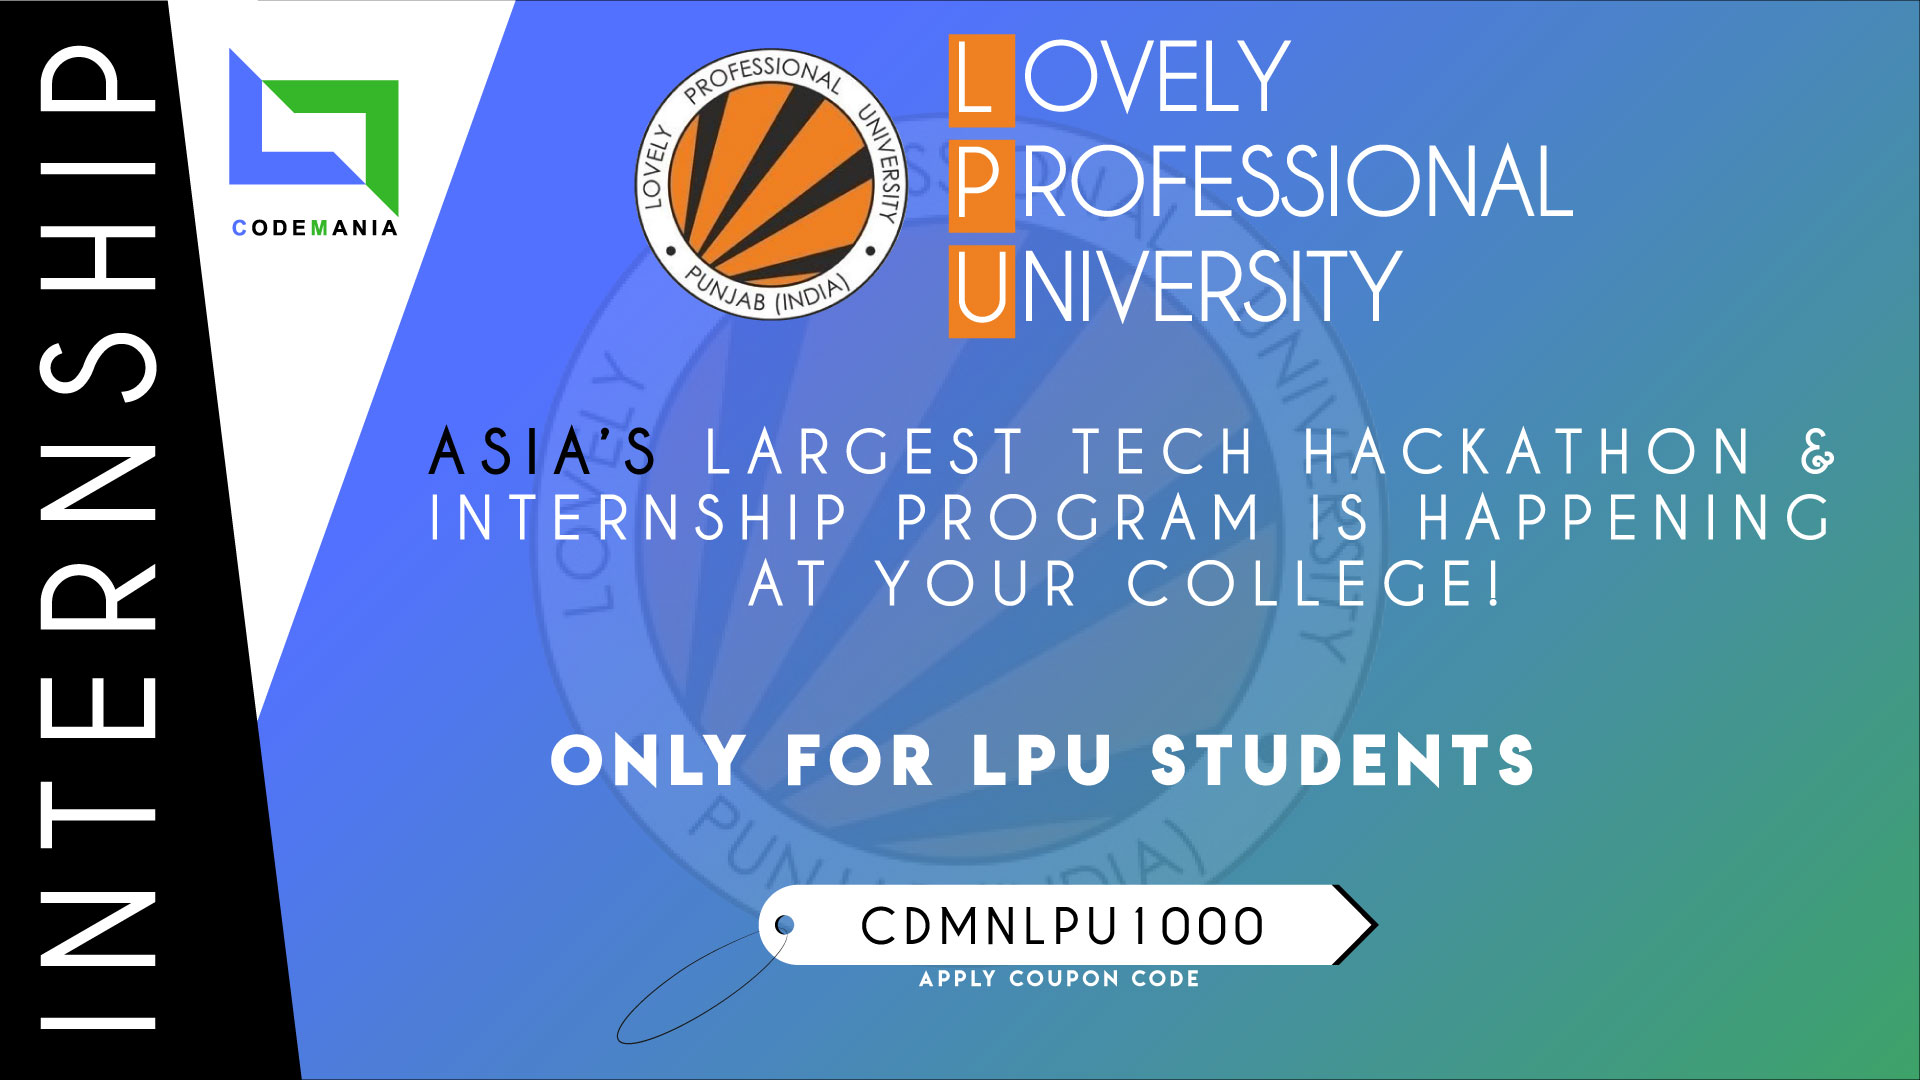 INTERNSHIP
CODEMANIA
LOVELY PROFESSIONAL UNIVERSITY
PUNJAB (INDIA)
LOVELY
PROFESSIONAL
UNIVERSITY
ASIA'S LARGEST TECH HACKATHON &
INTERNSHIP PROGRAM IS HAPPENING
AT YOUR COLLEGE!
ONLY FOR LPU STUDENTS
CDMNLPU1000
APPLY COUPON CODE